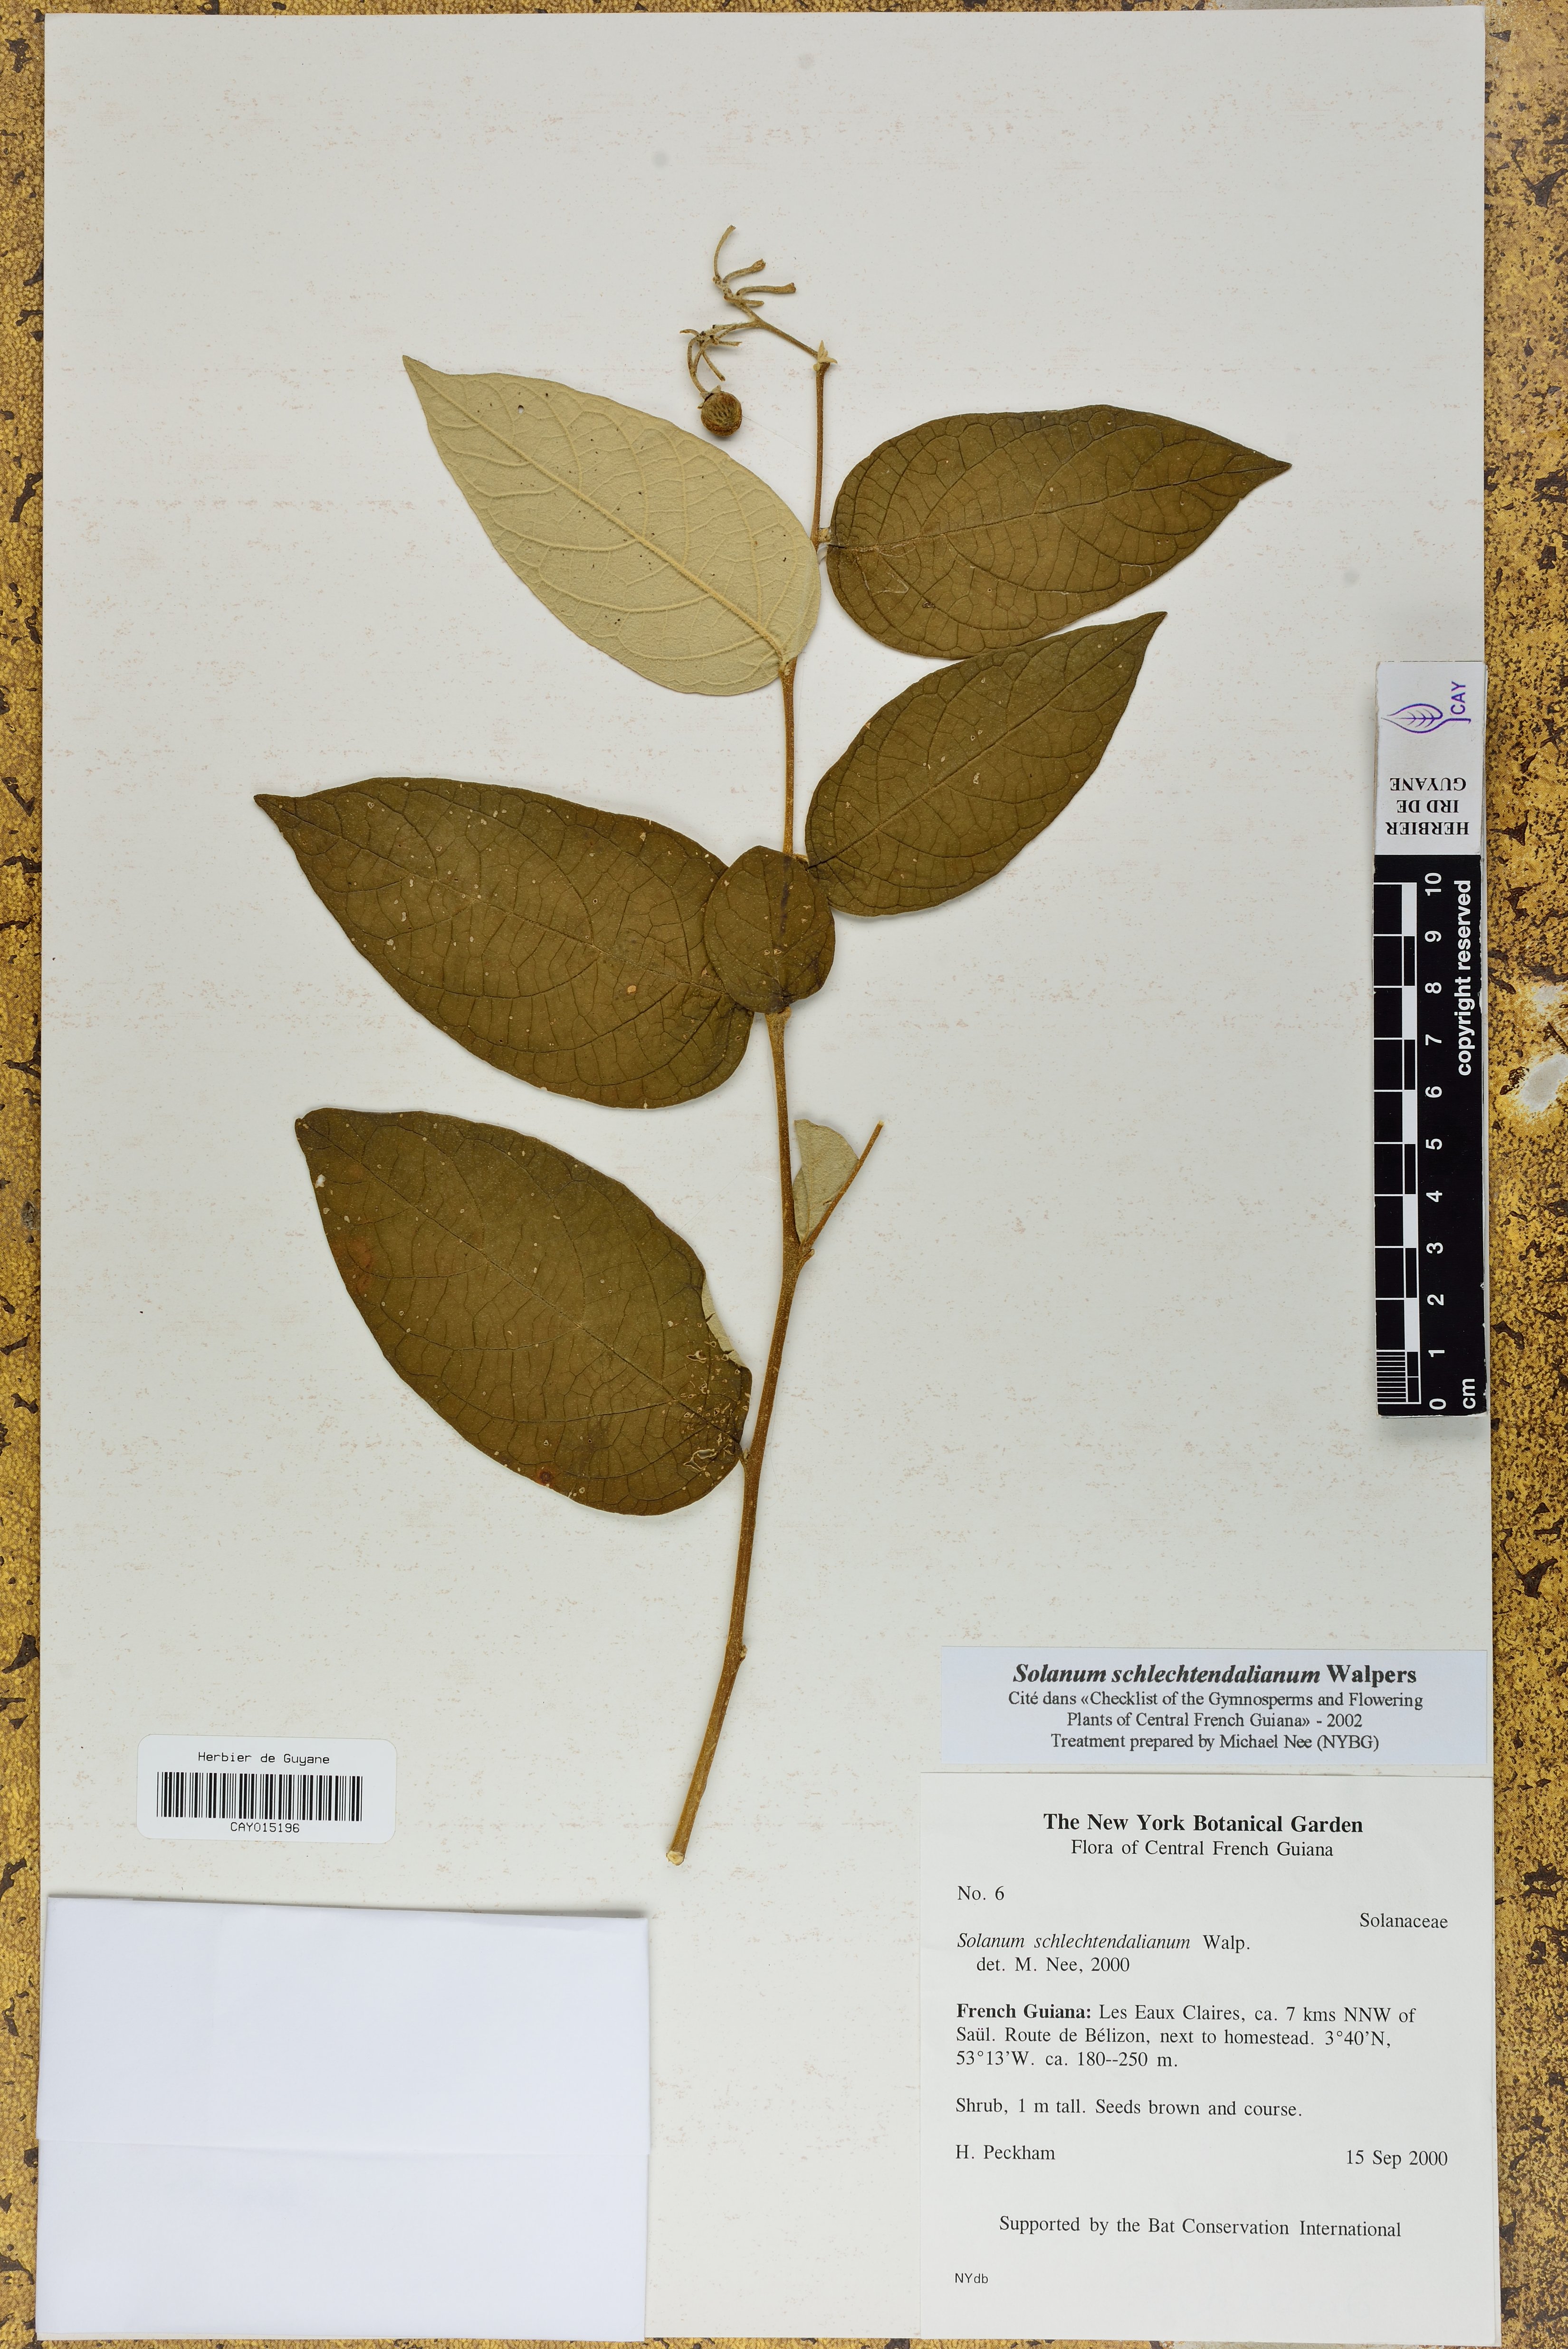 CAY
HERBIER
IRD DE
GUYANE
10
9
8
7
6
5
4
3
2
1
0
cm
copyright reserved
Solanum schlechtendalianum Walpers
Cité dans «Checklist of the Gymnosperms and Flowering
Plants of Central French Guiana» - 2002
Treatment prepared by Michael Nee (NYBG)
Herbier de Guyane
CAY015196
The New York Botanical Garden
Flora of Central French Guiana
No. 6
Solanaceae
Solanum schlechtendalianum Walp.
det. M. Nee, 2000
French Guiana: Les Eaux Claires, ca. 7 kms NNW of
Saül. Route de Bélizon, next to homestead. 3°40'N,
53°13'W. ca. 180--250 m.
Shrub, 1 m tall. Seeds brown and course.
H. Peckham 15 Sep 2000
Supported by the Bat Conservation International
NYdb